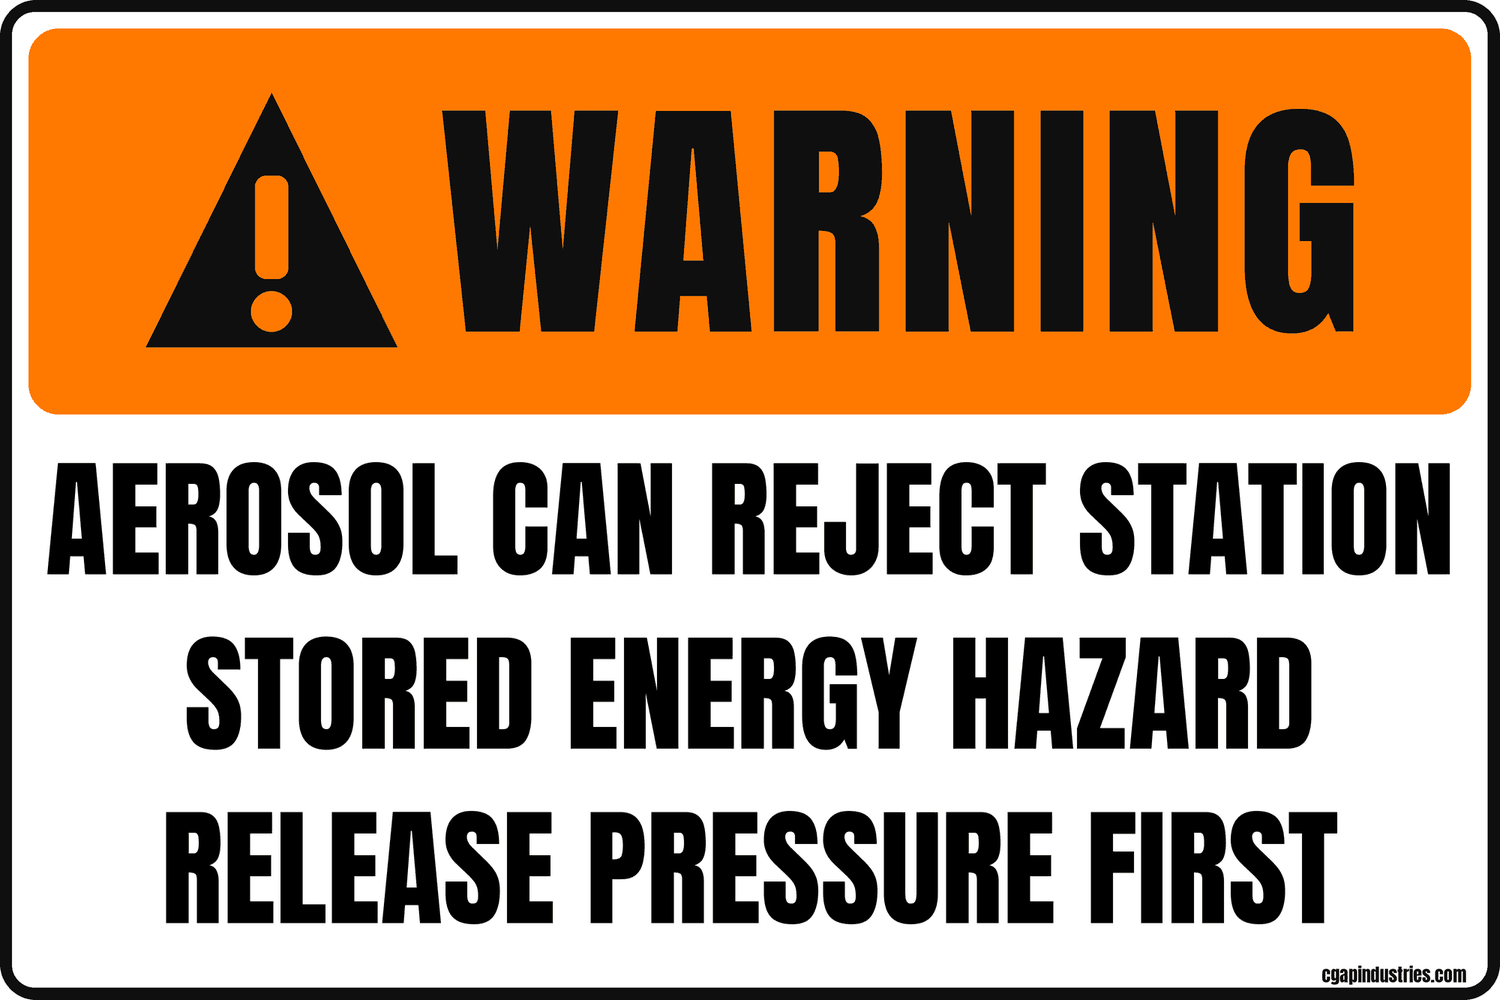 WARNING
AEROSOL CAN REJECT STATION
STORED ENERGY HAZARD
RELEASE PRESSURE FIRST
cgapindustries.com